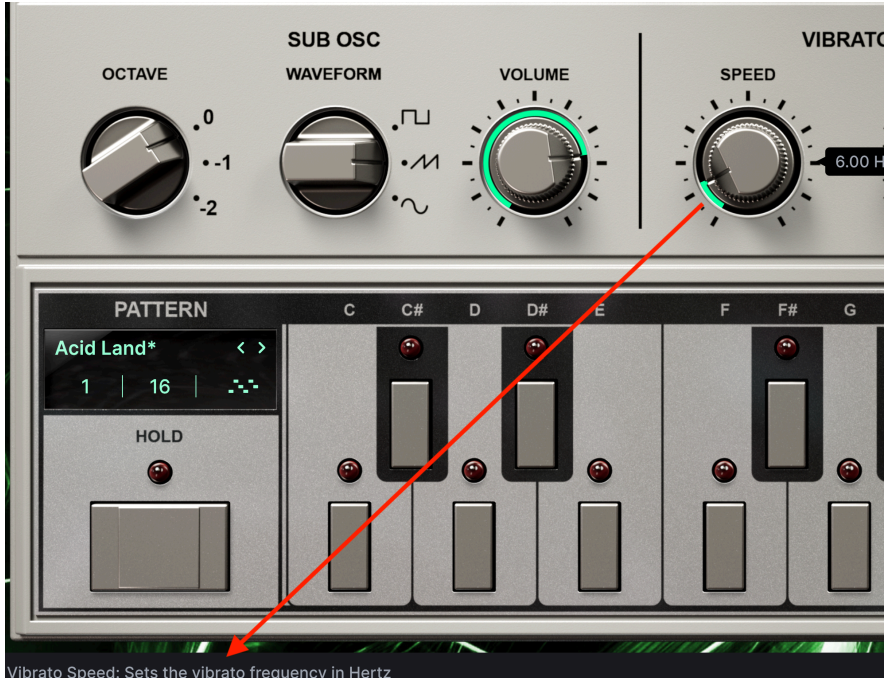 SUB OSC
VIBRATO
OCTAVE
WAVEFORM
VOLUME
SPEED
0
-1
-2
6.00 H
PATTERN
C
C#
D
D#
E
F
F#
G
Acid Land*
< >
1 | 16 |
HOLD
Vibrato Speed: Sets the vibrato frequency in Hertz